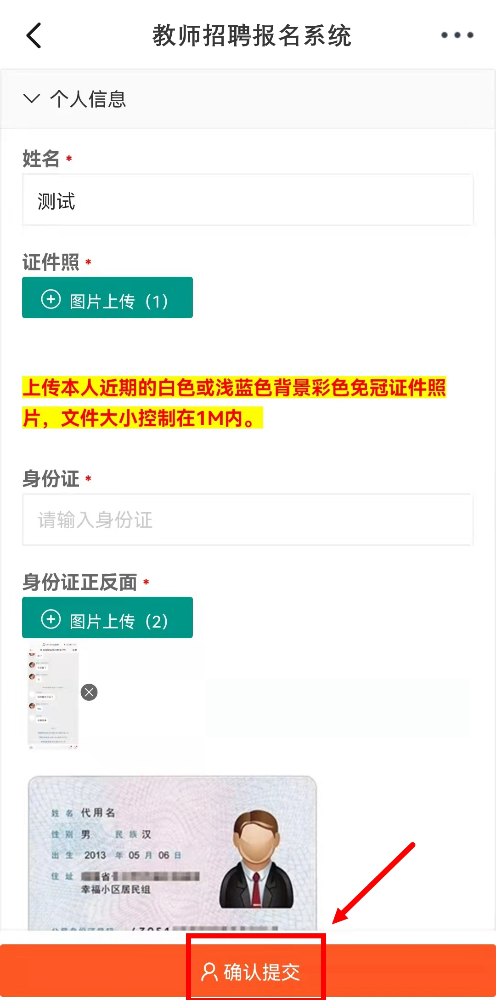 教师招聘报名系统
个人信息
姓名 *
测试
证件照 *
图片上传（1）
上传本人近期的白色或浅蓝色背景彩色免冠证件照
片，文件大小控制在1M内。
身份证 *
请输入身份证
身份证正反面 *
图片上传（2）
姓名 代用名
性别 男 民族 汉
出生 2013 年 05 月 06 日
住址 省
幸福小区居民组
确认提交